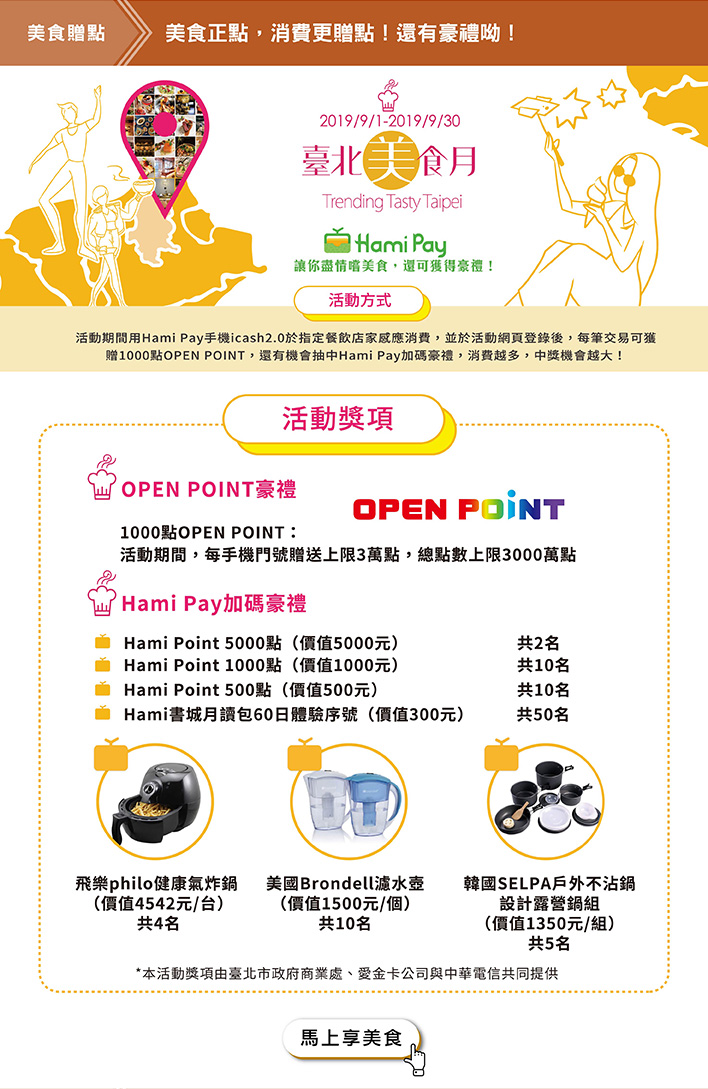 美食贈點
美食正點，消費更贈點！還有豪禮呦！
2019/9/1-2019/9/30
臺北美食月
Trending Tasty Taipei
Hami Pay
讓你盡情嚐美食，還可獲得豪禮！
活動方式
活動期間用Hami Pay手機icash2.0於指定餐飲店家感應消費，並於活動網頁登錄後，每筆交易可獲
贈1000點OPEN POINT，還有機會抽中Hami Pay加碼豪禮，消費越多，中獎機會越大！
活動獎項
OPEN POINT豪禮
OPEN POiNT
1000點OPEN POINT：
活動期間，每手機門號贈送上限3萬點，總點數上限3000萬點
Hami Pay加碼豪禮
Hami Point 5000點（價值5000元） 共2名
Hami Point 1000點（價值1000元） 共10名
Hami Point 500點（價值500元） 共10名
Hami書城月讀包60日體驗序號（價值300元） 共50名
飛樂philo健康氣炸鍋
（價值4542元/台）
共4名
美國Brondell濾水壺
（價值1500元/個）
共10名
韓國SELPA戶外不沾鍋
設計露營鍋組
（價值1350元/組）
共5名
*本活動獎項由臺北市政府商業處、愛金卡公司與中華電信共同提供
馬上享美食